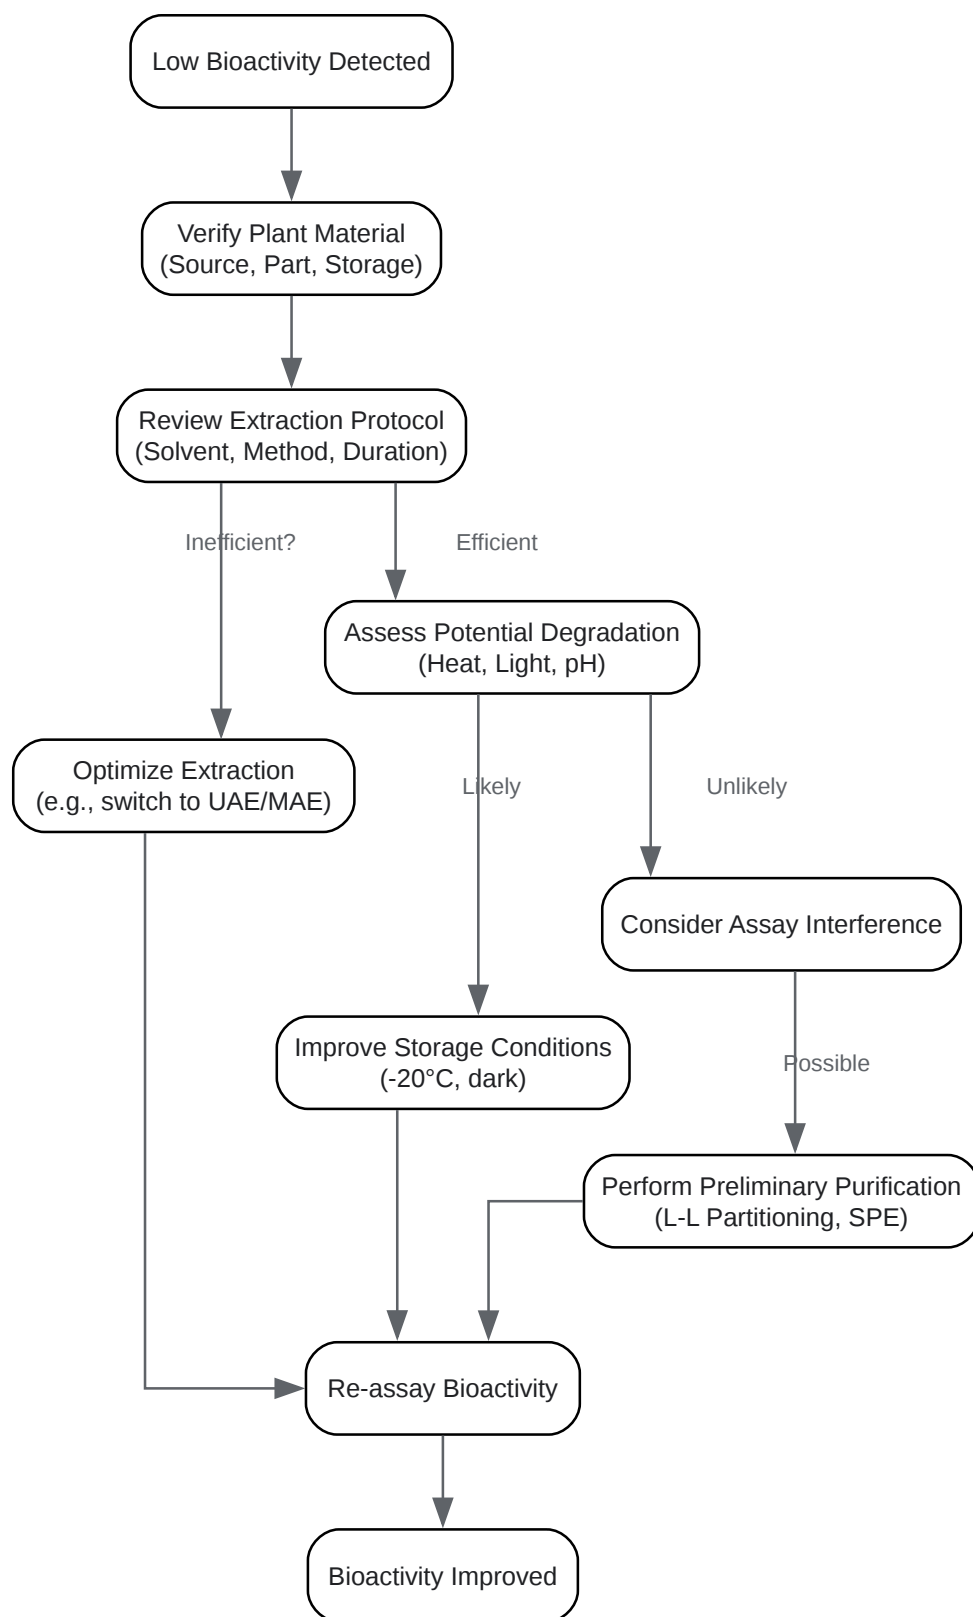 Low Bioactivity Detected
Verify Plant Material
(Source, Part, Storage)
Review Extraction Protocol
(Solvent, Method, Duration)
Inefficient?
Efficient
Assess Potential Degradation
(Heat, Light, pH)
Optimize Extraction
(e.g., switch to UAE/MAE)
Likely
Unlikely
Consider Assay Interference
Improve Storage Conditions
(-20°C, dark)
Possible
Perform Preliminary Purification
(L-L Partitioning, SPE)
Re-assay Bioactivity
Bioactivity Improved